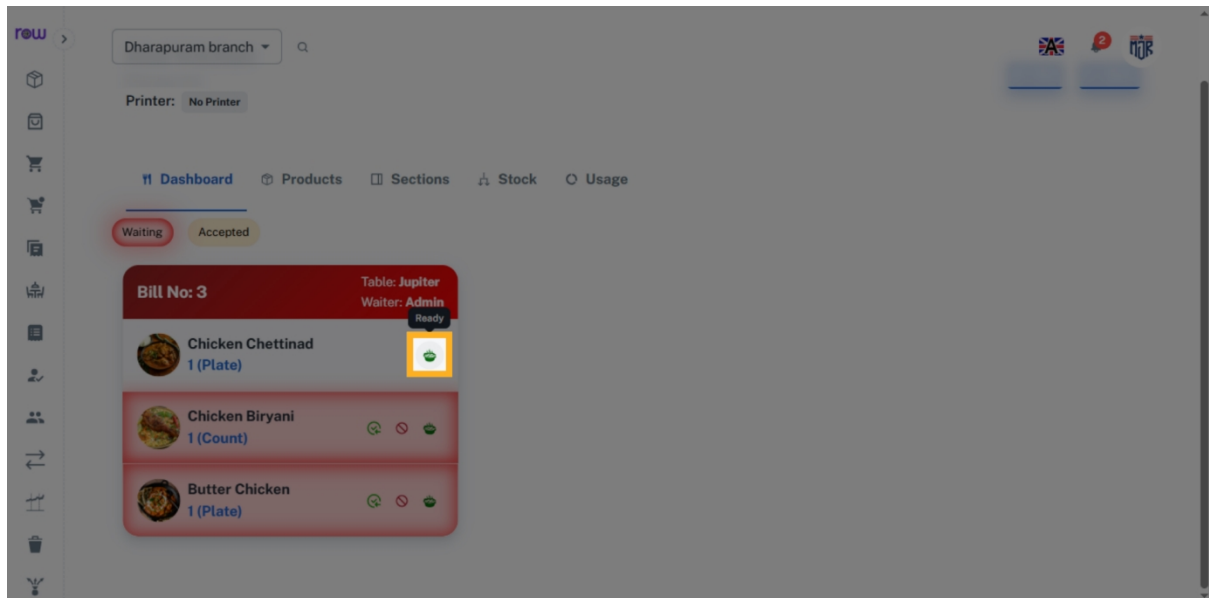 row
Dharapuram branch
2
MJR
Printer: No Printer
Dashboard Products Sections Stock Usage
Waiting Accepted
Bill No: 3
Table: Jupiter
Waiter: Admin
Ready
Chicken Chettinad
1 (Plate)
Chicken Biryani
1 (Count)
Butter Chicken
1 (Plate)